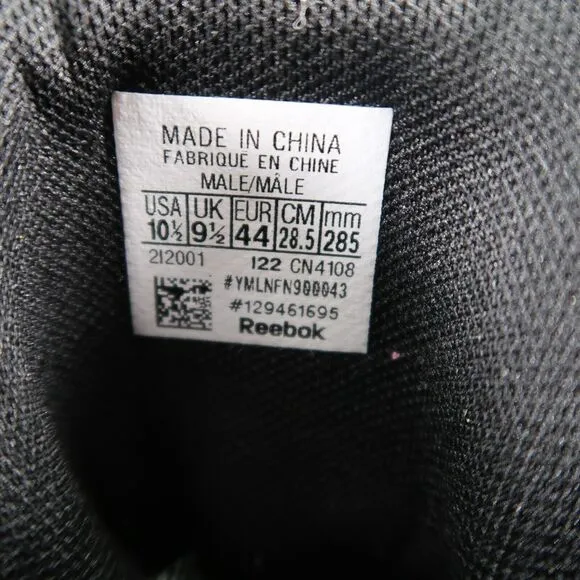 MADE IN CHINA
FABRIQUÉ EN CHINE
MALE/MÂLE
USA UK EUR CM mm
10½ 9½ 44 28.5 285
212001 I22 CN4108
#YMLNFN900043
#129461695
Reebok